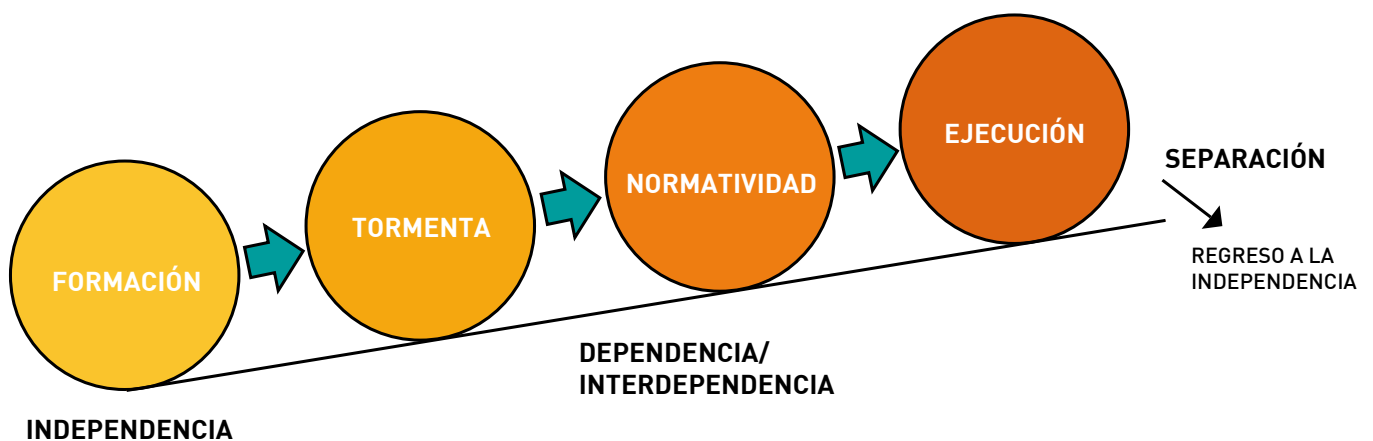 FORMACIÓN
TORMENTA
NORMATIVIDAD
EJECUCIÓN
SEPARACIÓN
REGRESO A LA
INDEPENDENCIA
DEPENDENCIA/
INTERDEPENDENCIA
INDEPENDENCIA